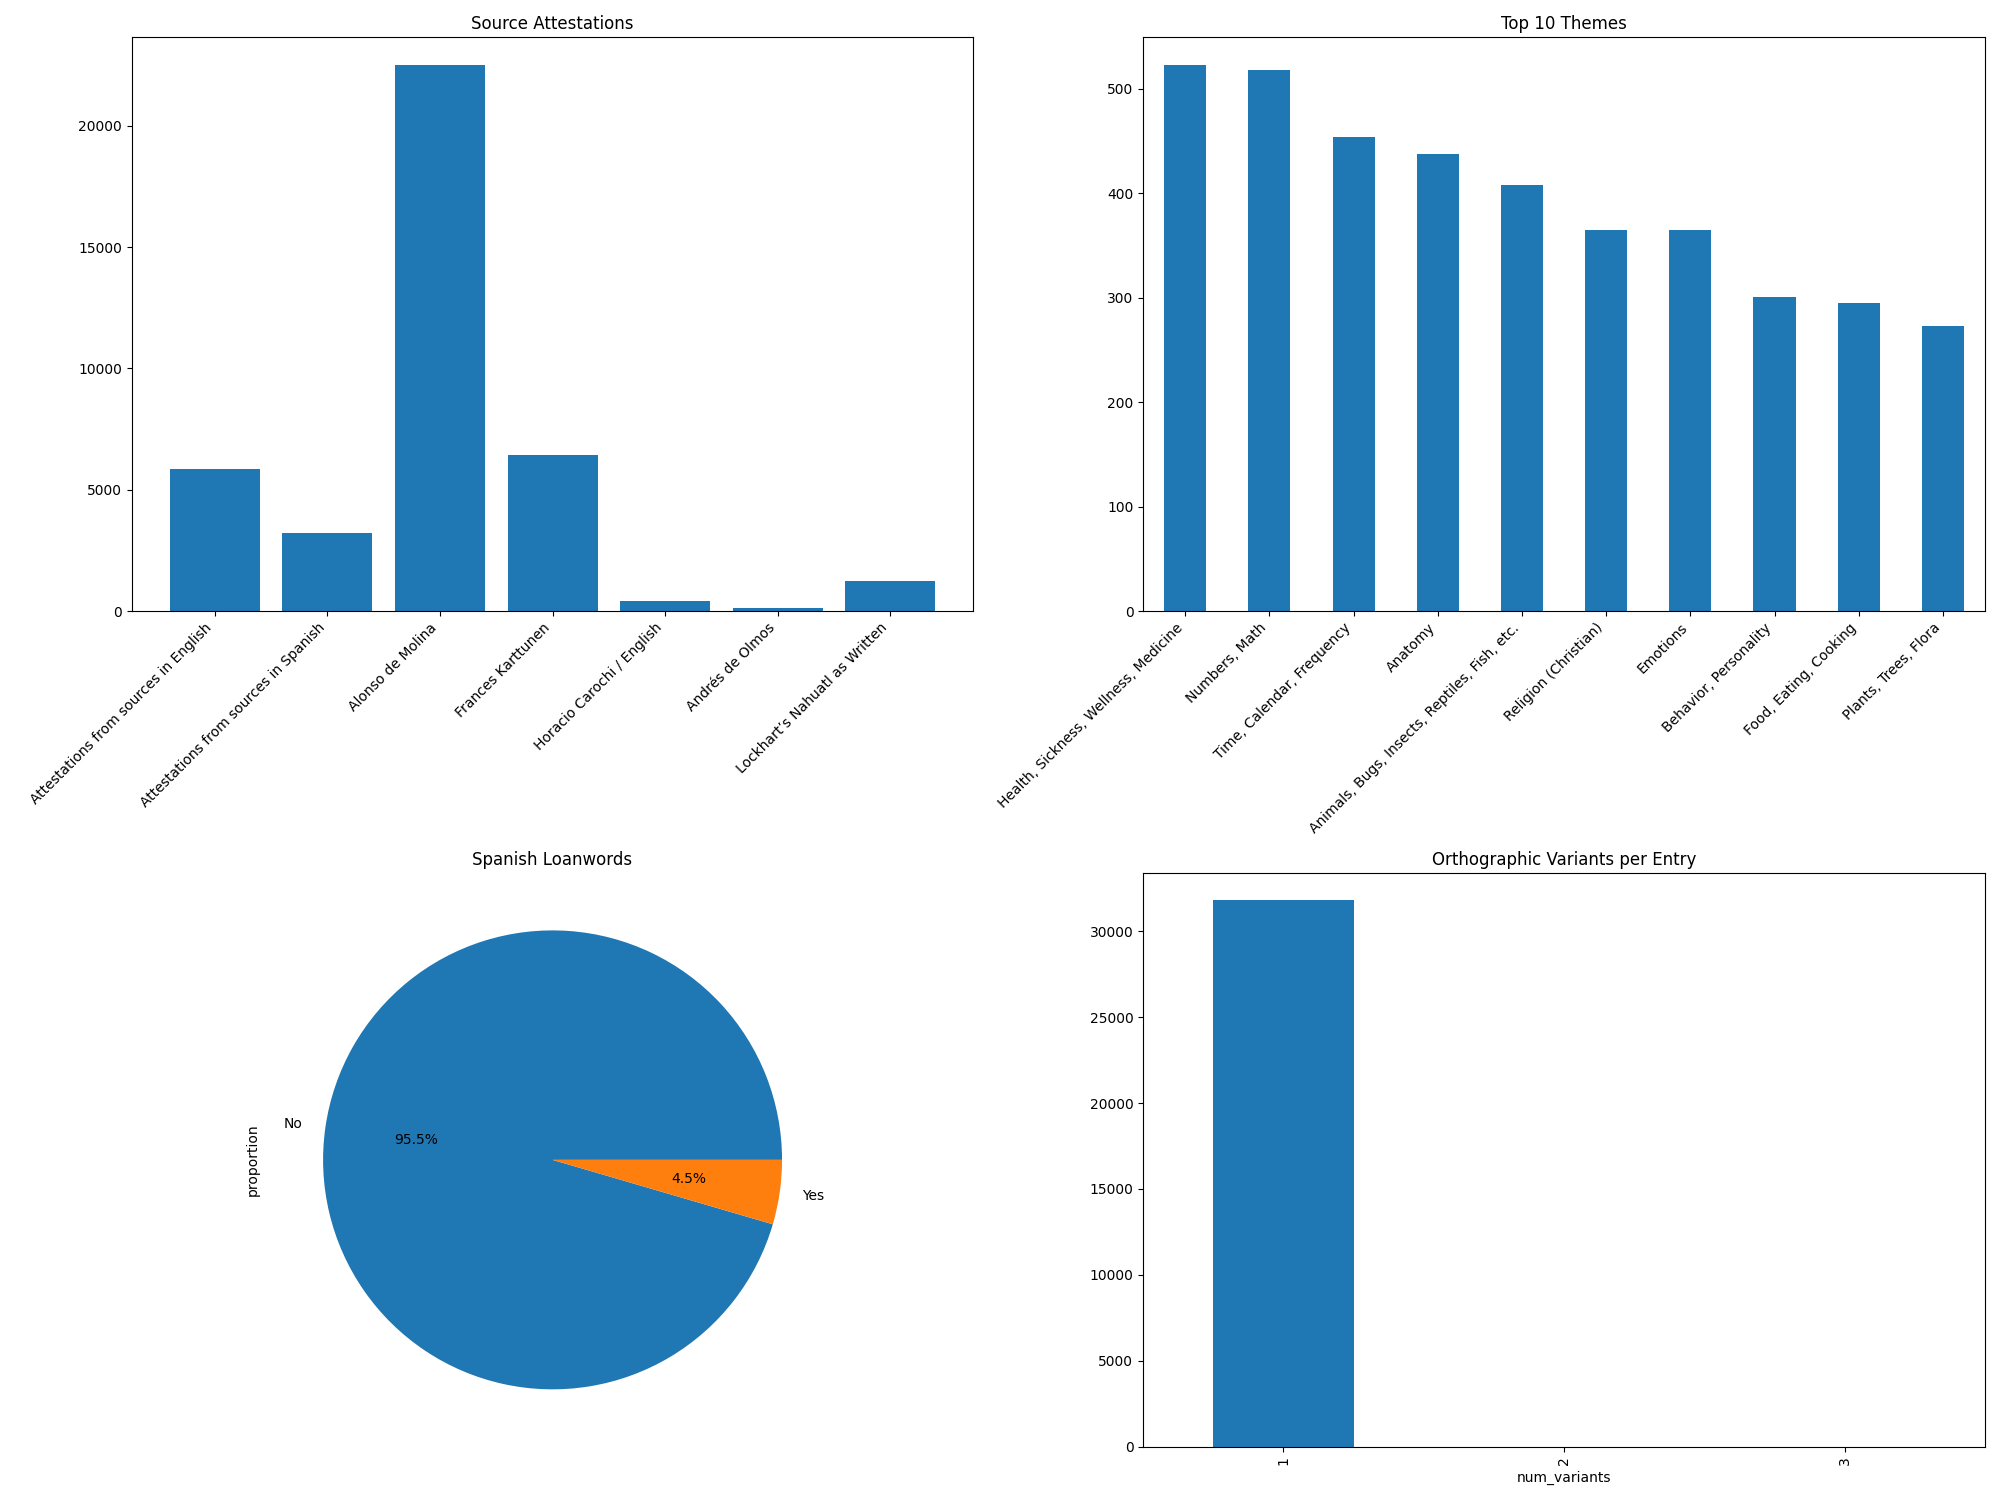 Source Attestations
20000
15000
10000
5000
0
Attestations from sources in English
Attestations from sources in Spanish
Alonso de Molina
Frances Karttunen
Horacio Carochi / English
Andrés de Olmos
Lockhart’s Nahuatl as Written
Top 10 Themes
500
400
300
200
100
0
Health, Sickness, Wellness, Medicine
Numbers, Math
Time, Calendar, Frequency
Anatomy
Animals, Bugs, Insects, Reptiles, Fish, etc.
Religion (Christian)
Emotions
Behavior, Personality
Food, Eating, Cooking
Plants, Trees, Flora
Spanish Loanwords
proportion
No
95.5%
4.5%
Yes
Orthographic Variants per Entry
30000
25000
20000
15000
10000
5000
0
1
2
3
num_variants